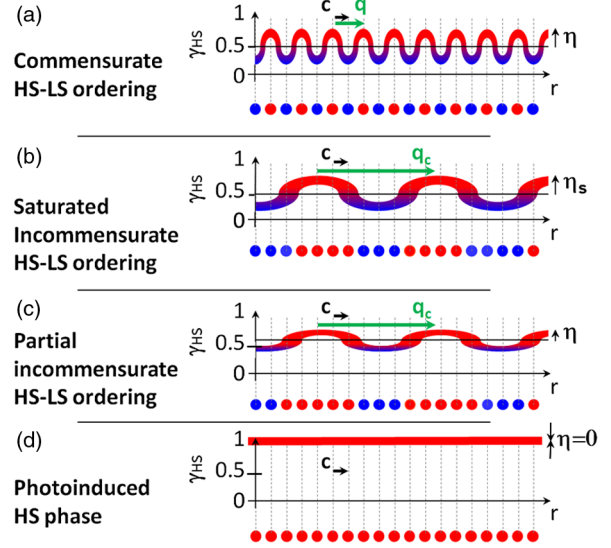 (a)
Commensurate
HS-LS ordering
γHS
1
0.5
0
c
q
η
r
(b)
Saturated
Incommensurate
HS-LS ordering
γHS
1
0.5
0
c
qc
ηs
r
(c)
Partial
incommensurate
HS-LS ordering
γHS
1
0.5
0
c
qc
η
r
(d)
Photoinduced
HS phase
γHS
1
0.5
0
c
η=0
r